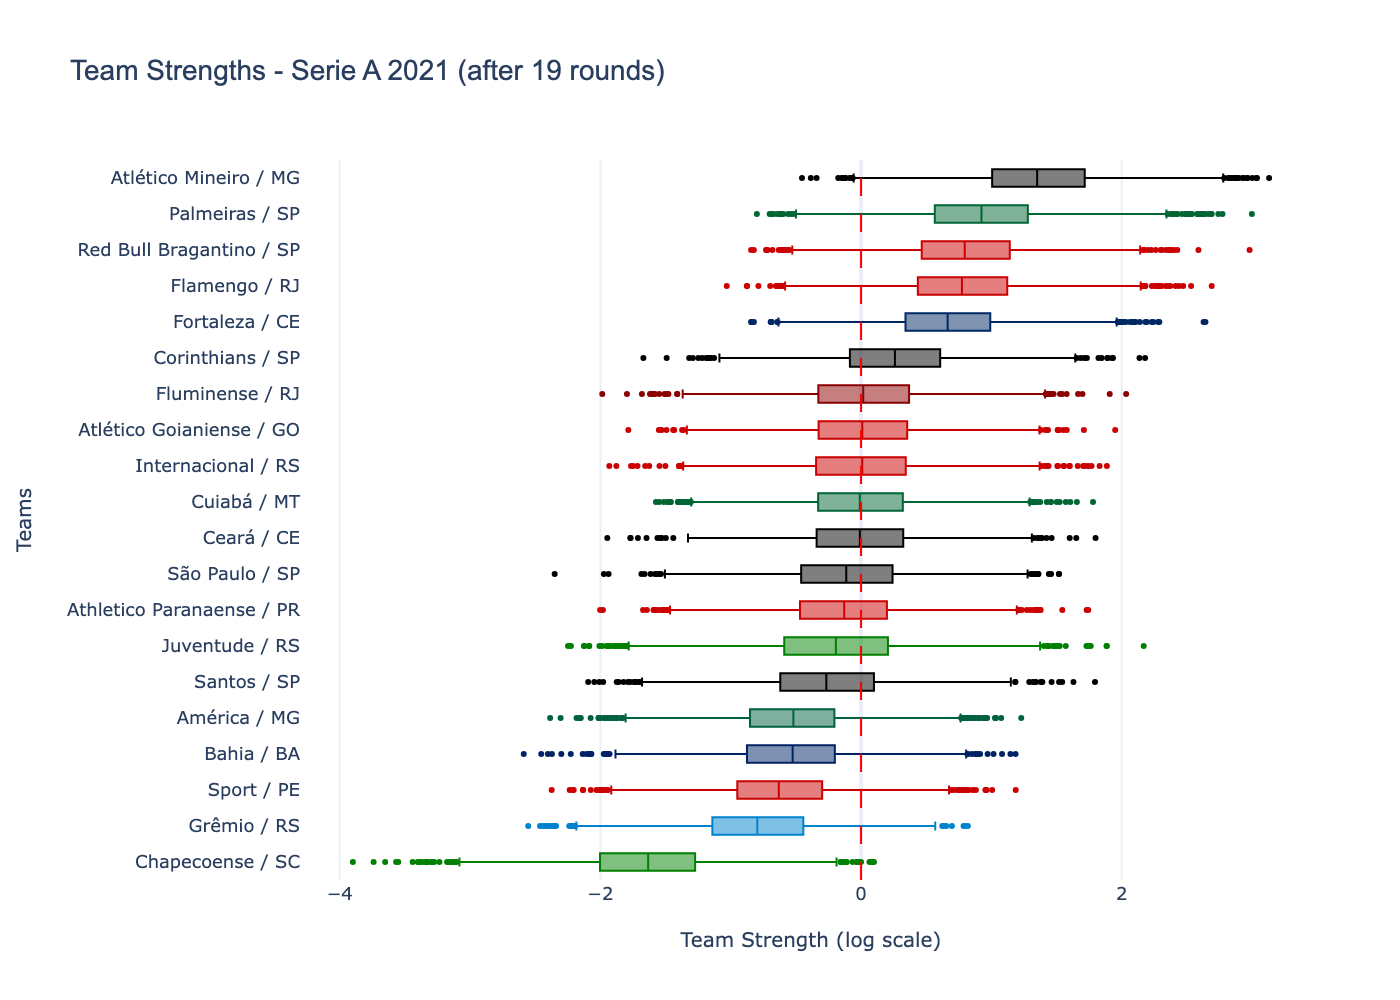 Team Strengths - Serie A 2021 (after 19 rounds)
Teams
Atlético Mineiro / MG
Palmeiras / SP
Red Bull Bragantino / SP
Flamengo / RJ
Fortaleza / CE
Corinthians / SP
Fluminense / RJ
Atlético Goianiense / GO
Internacional / RS
Cuiabá / MT
Ceará / CE
São Paulo / SP
Athletico Paranaense / PR
Juventude / RS
Santos / SP
América / MG
Bahia / BA
Sport / PE
Grêmio / RS
Chapecoense / SC
−4 −2 0 2
Team Strength (log scale)